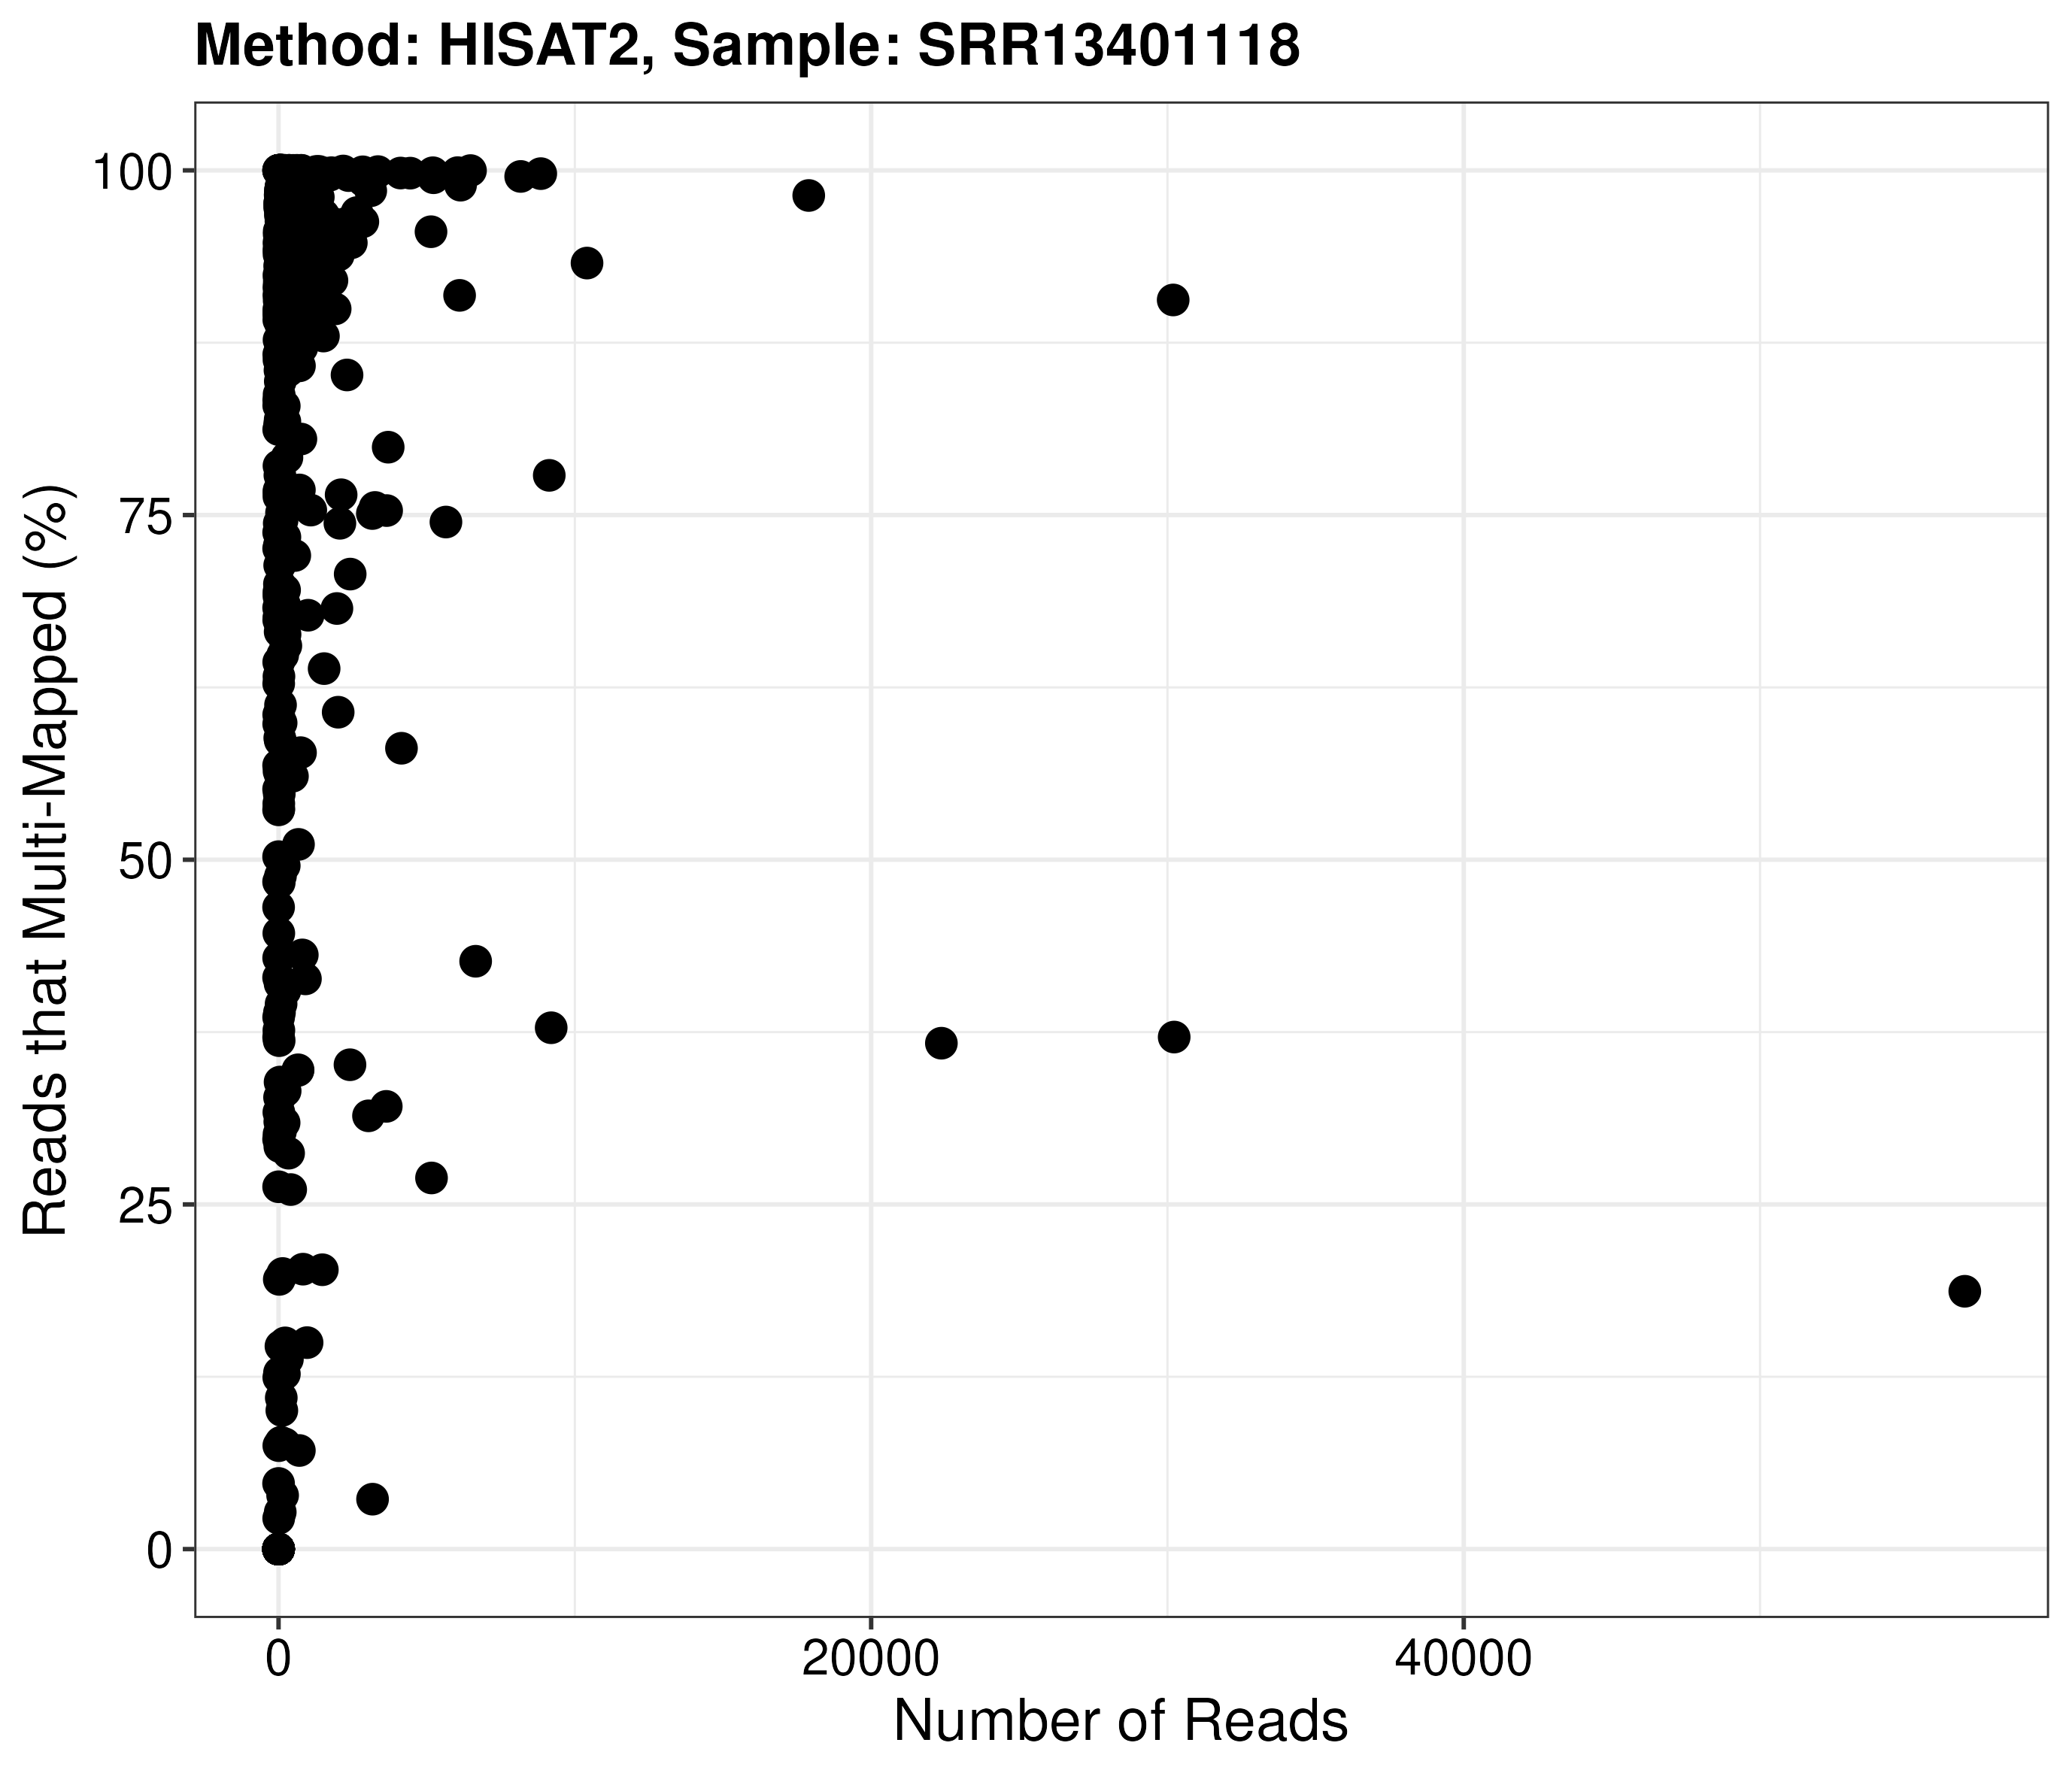 Method: HISAT2, Sample: SRR13401118
Reads that Multi-Mapped (%)
100
75
50
25
0
0 20000 40000
Number of Reads